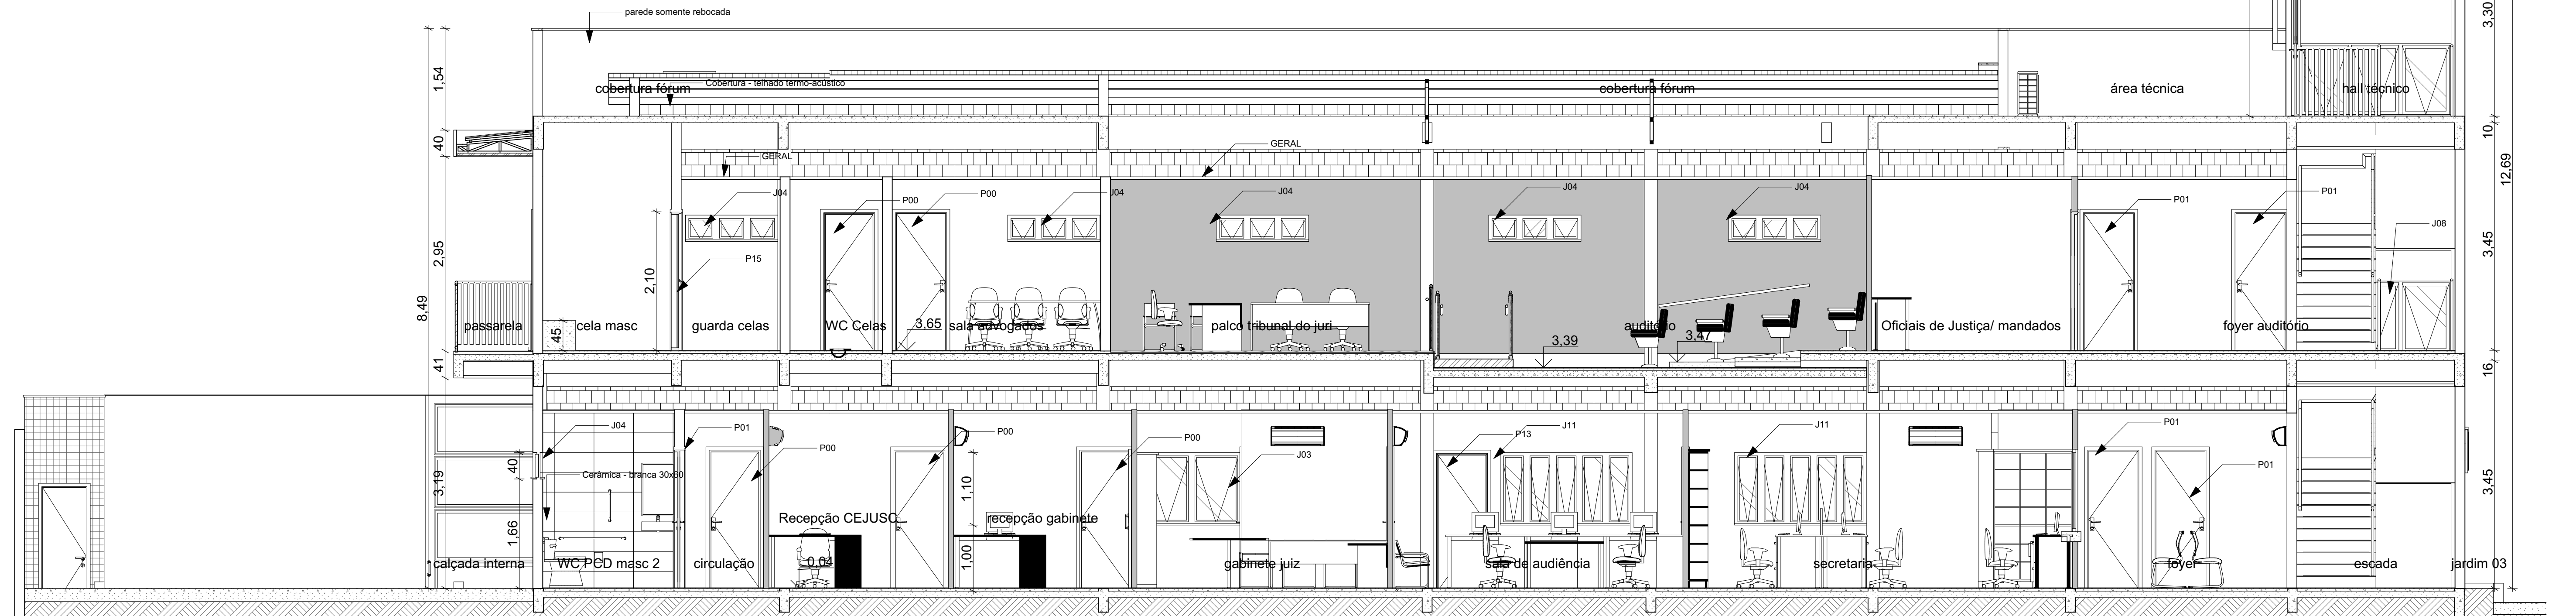 parede somente rebocada
3,30
1,54
Cobertura - telhado termo-acústico
cobertura fórum
cobertura fórum
área técnica
hall técnico
40
10
GERAL
GERAL
12,69
J04
P00
P00
J04
J04
J04
J04
P01
P01
J08
2,95
2,10
P15
3,45
8,49
passarela
45
cela masc
guarda celas
WC Celas
3,65
sala advogados
palco tribunal do juri
3,39
auditório
3,47
Oficiais de Justiça/ mandados
foyer auditório
41
16
J04
P01
P00
P00
P00
J03
P13
J11
J11
P01
P01
3,19
40
Cerâmica - branca 30x60
1,10
3,45
1,66
Recepção CEJUSC
recepção gabinete
1,00
calçada interna
WC PCD masc 2
circulação
0,04
gabinete juiz
sala de audiência
secretaria
foyer
escada
jardim 03